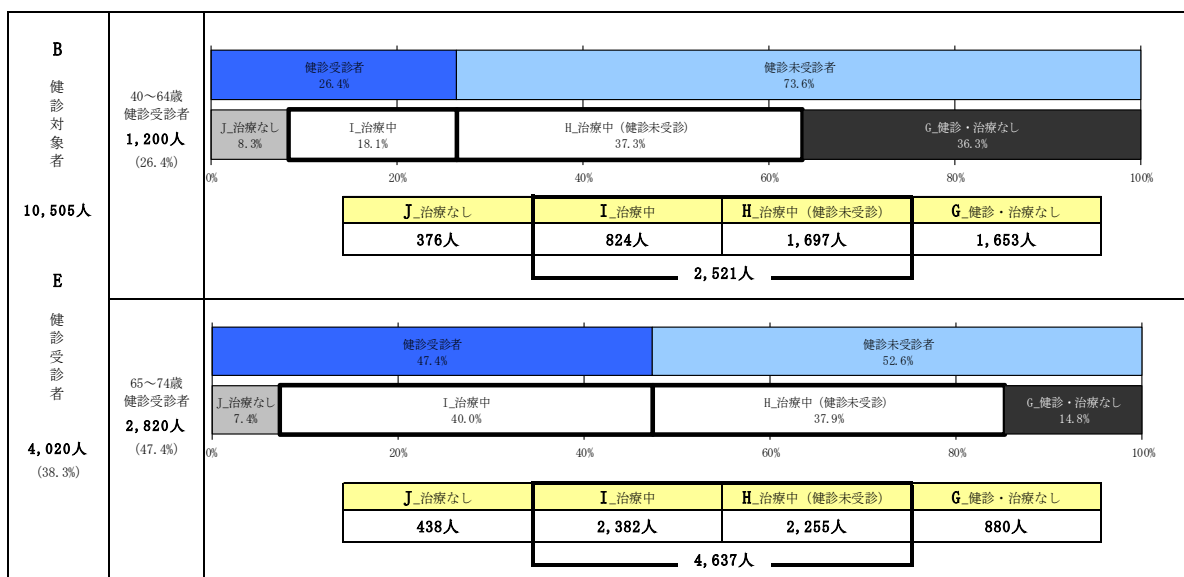 B
健診対象者
10,505人
E
健診受診者
4,020人
(38.3%)
40～64歳
健診受診者
1,200人
(26.4%)
健診受診者
26.4%
健診未受診者
73.6%
J_治療なし
8.3%
I_治療中
18.1%
H_治療中（健診未受診）
37.3%
G_健診・治療なし
36.3%
0% 20% 40% 60% 80% 100%
J_治療なし I_治療中 H_治療中（健診未受診） G_健診・治療なし
376人 824人 1,697人 1,653人
2,521人
65～74歳
健診受診者
2,820人
(47.4%)
健診受診者
47.4%
健診未受診者
52.6%
J_治療なし
7.4%
I_治療中
40.0%
H_治療中（健診未受診）
37.9%
G_健診・治療なし
14.8%
0% 20% 40% 60% 80% 100%
J_治療なし I_治療中 H_治療中（健診未受診） G_健診・治療なし
438人 2,382人 2,255人 880人
4,637人